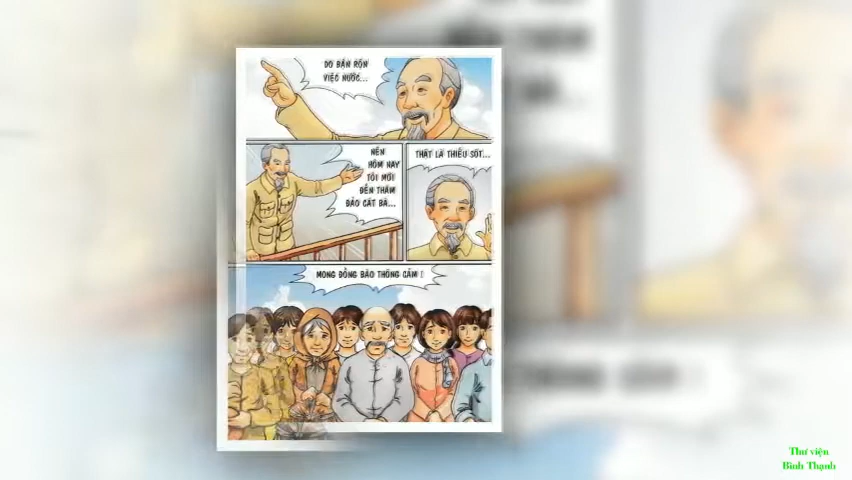 DO BẬN RỘN
VIỆC NƯỚC...
NÊN
HÔM NAY
TÔI MỚI
ĐẾN THĂM
ĐẢO CÁT BÀ...
THẬT LÀ THIẾU SÓT...
MONG ĐỒNG BÀO THÔNG CẢM !
Thư viện
Bình Thạnh